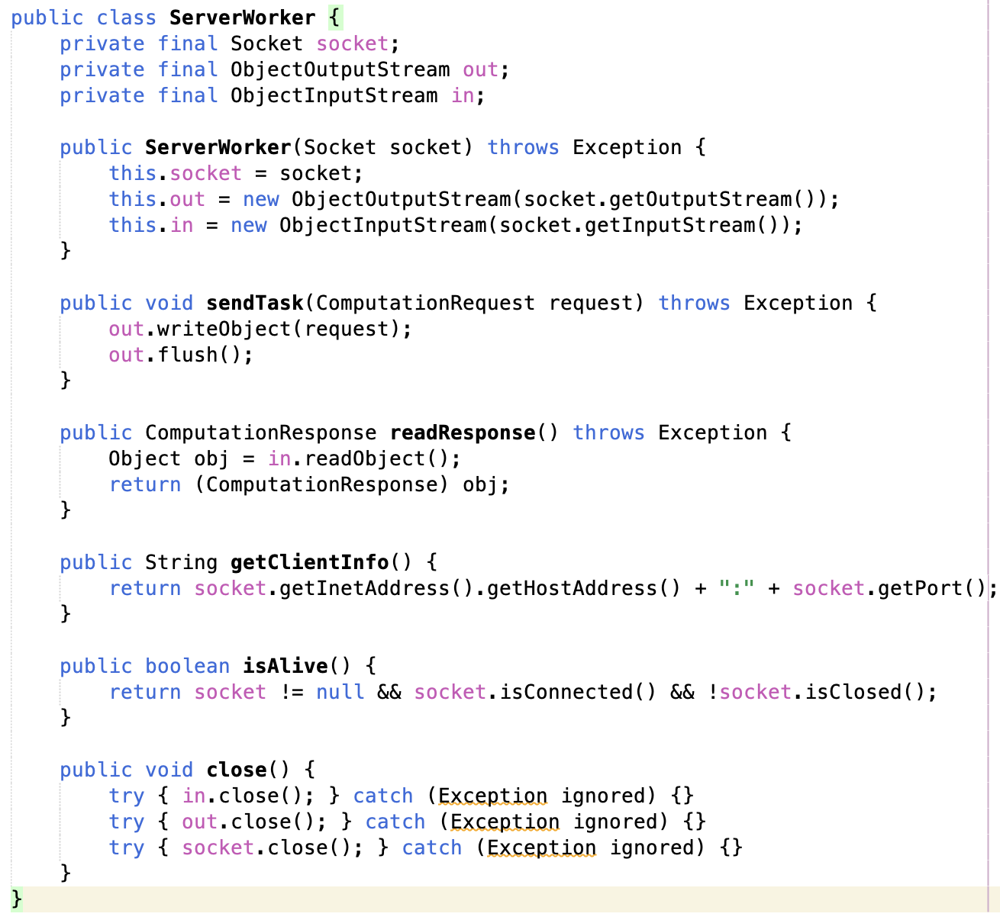 public class ServerWorker {
    private final Socket socket;
    private final ObjectOutputStream out;
    private final ObjectInputStream in;

    public ServerWorker(Socket socket) throws Exception {
        this.socket = socket;
        this.out = new ObjectOutputStream(socket.getOutputStream());
        this.in = new ObjectInputStream(socket.getInputStream());
    }

    public void sendTask(ComputationRequest request) throws Exception {
        out.writeObject(request);
        out.flush();
    }

    public ComputationResponse readResponse() throws Exception {
        Object obj = in.readObject();
        return (ComputationResponse) obj;
    }

    public String getClientInfo() {
        return socket.getInetAddress().getHostAddress() + ":" + socket.getPort();
    }

    public boolean isAlive() {
        return socket != null && socket.isConnected() && !socket.isClosed();
    }

    public void close() {
        try { in.close(); } catch (Exception ignored) {}
        try { out.close(); } catch (Exception ignored) {}
        try { socket.close(); } catch (Exception ignored) {}
    }
}